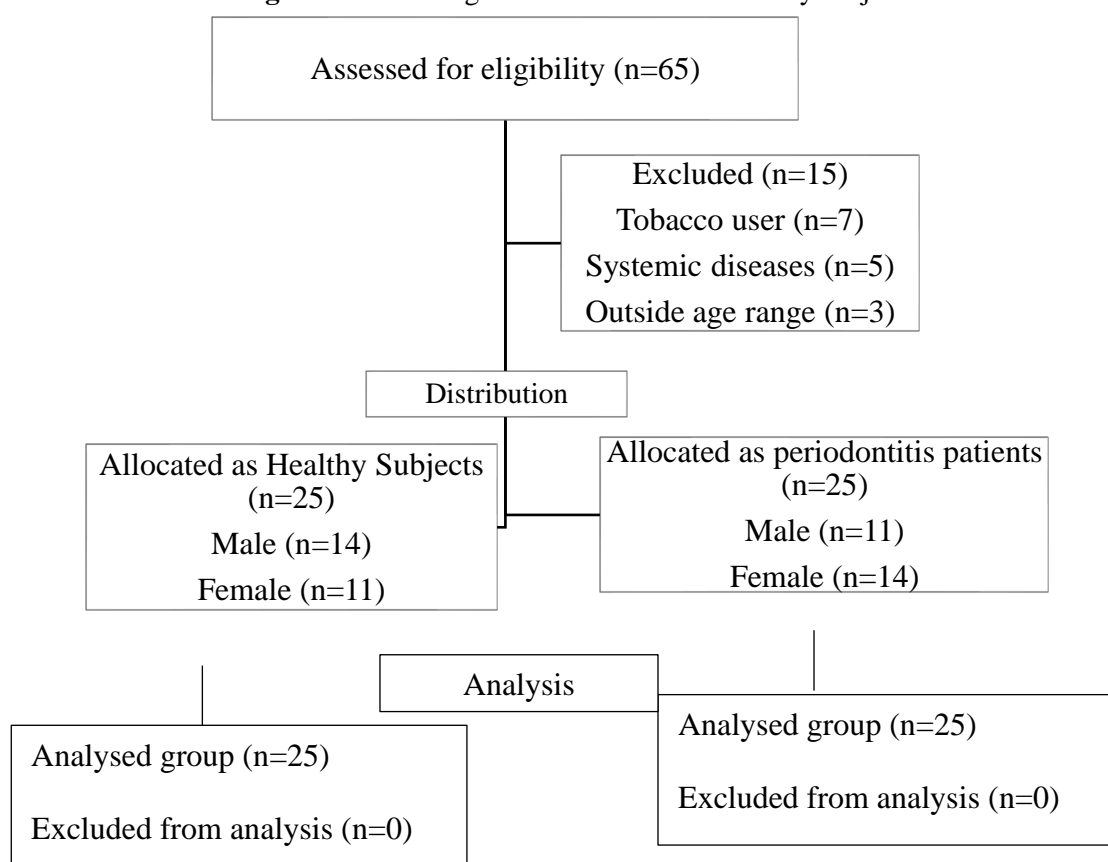 Assessed for eligibility (n=65)
Excluded (n=15)
Tobacco user (n=7)
Systemic diseases (n=5)
Outside age range (n=3)
Distribution
Allocated as Healthy Subjects
(n=25)
Male (n=14)
Female (n=11)
Allocated as periodontitis patients
(n=25)
Male (n=11)
Female (n=14)
Analysis
Analysed group (n=25)
Excluded from analysis (n=0)
Analysed group (n=25)
Excluded from analysis (n=0)